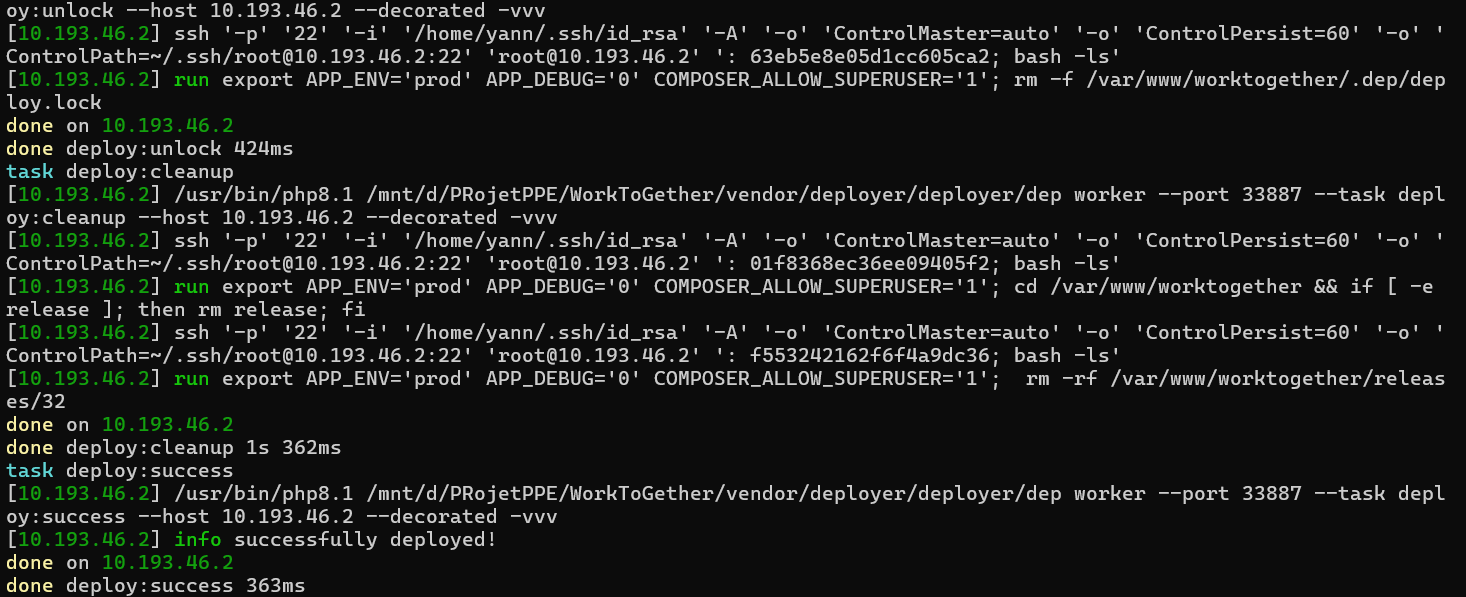 oy:unlock --host 10.193.46.2 --decorated -vvv
[10.193.46.2] ssh '-p' '22' '-i' '/home/yann/.ssh/id_rsa' '-A' '-o' 'ControlMaster=auto' '-o' 'ControlPersist=60' '-o' '
ControlPath=~/.ssh/root@10.193.46.2:22' 'root@10.193.46.2' ': 63eb5e8e05d1cc605ca2; bash -ls'
[10.193.46.2] run export APP_ENV='prod' APP_DEBUG='0' COMPOSER_ALLOW_SUPERUSER='1'; rm -f /var/www/worktogether/.dep/dep
loy.lock
done on 10.193.46.2
done deploy:unlock 424ms
task deploy:cleanup
[10.193.46.2] /usr/bin/php8.1 /mnt/d/PRojetPPE/WorkToGether/vendor/deployer/deployer/dep worker --port 33887 --task depl
oy:cleanup --host 10.193.46.2 --decorated -vvv
[10.193.46.2] ssh '-p' '22' '-i' '/home/yann/.ssh/id_rsa' '-A' '-o' 'ControlMaster=auto' '-o' 'ControlPersist=60' '-o' '
ControlPath=~/.ssh/root@10.193.46.2:22' 'root@10.193.46.2' ': 01f8368ec36ee09405f2; bash -ls'
[10.193.46.2] run export APP_ENV='prod' APP_DEBUG='0' COMPOSER_ALLOW_SUPERUSER='1'; cd /var/www/worktogether && if [ -e
release ]; then rm release; fi
[10.193.46.2] ssh '-p' '22' '-i' '/home/yann/.ssh/id_rsa' '-A' '-o' 'ControlMaster=auto' '-o' 'ControlPersist=60' '-o' '
ControlPath=~/.ssh/root@10.193.46.2:22' 'root@10.193.46.2' ': f553242162f6f4a9dc36; bash -ls'
[10.193.46.2] run export APP_ENV='prod' APP_DEBUG='0' COMPOSER_ALLOW_SUPERUSER='1';  rm -rf /var/www/worktogether/releas
es/32
done on 10.193.46.2
done deploy:cleanup 1s 362ms
task deploy:success
[10.193.46.2] /usr/bin/php8.1 /mnt/d/PRojetPPE/WorkToGether/vendor/deployer/deployer/dep worker --port 33887 --task depl
oy:success --host 10.193.46.2 --decorated -vvv
[10.193.46.2] info successfully deployed!
done on 10.193.46.2
done deploy:success 363ms